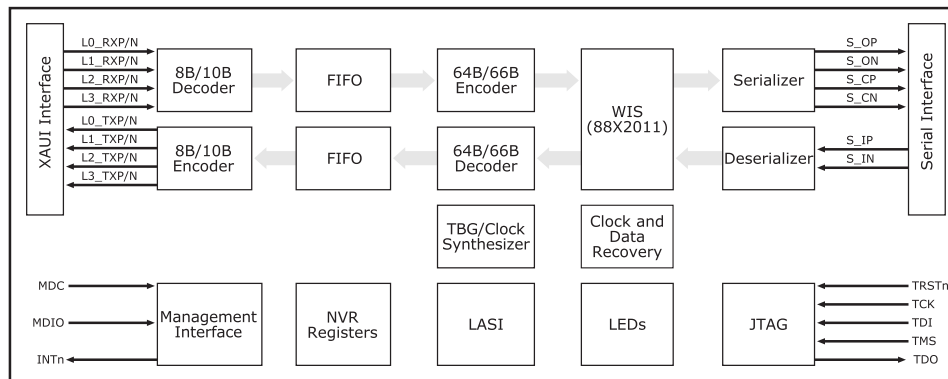 XAUI Interface
L0_RXP/N
L1_RXP/N
L2_RXP/N
L3_RXP/N
L0_TXP/N
L1_TXP/N
L2_TXP/N
L3_TXP/N
8B/10B
Decoder
FIFO
64B/66B
Encoder
WIS
(88X2011)
Serializer
S_OP
S_ON
S_CP
S_CN
Serial Interface
8B/10B
Encoder
FIFO
64B/66B
Decoder
Deserializer
S_IP
S_IN
TBG/Clock
Synthesizer
Clock and
Data
Recovery
MDC
MDIO
INTn
Management
Interface
NVR
Registers
LASI
LEDs
JTAG
TRSTn
TCK
TDI
TMS
TDO